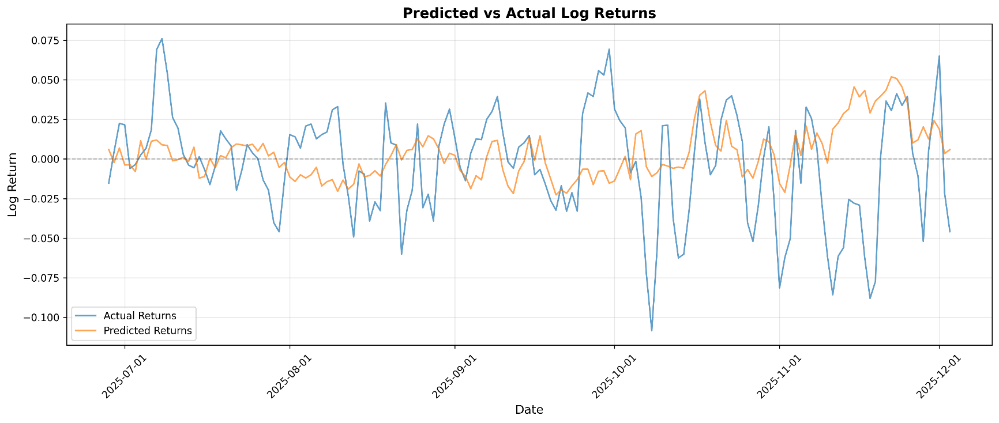 Predicted vs Actual Log Returns
Log Return
0.075
0.050
0.025
0.000
−0.025
−0.050
−0.075
−0.100
Actual Returns
Predicted Returns
2025-07-01
2025-08-01
2025-09-01
2025-10-01
2025-11-01
2025-12-01
Date